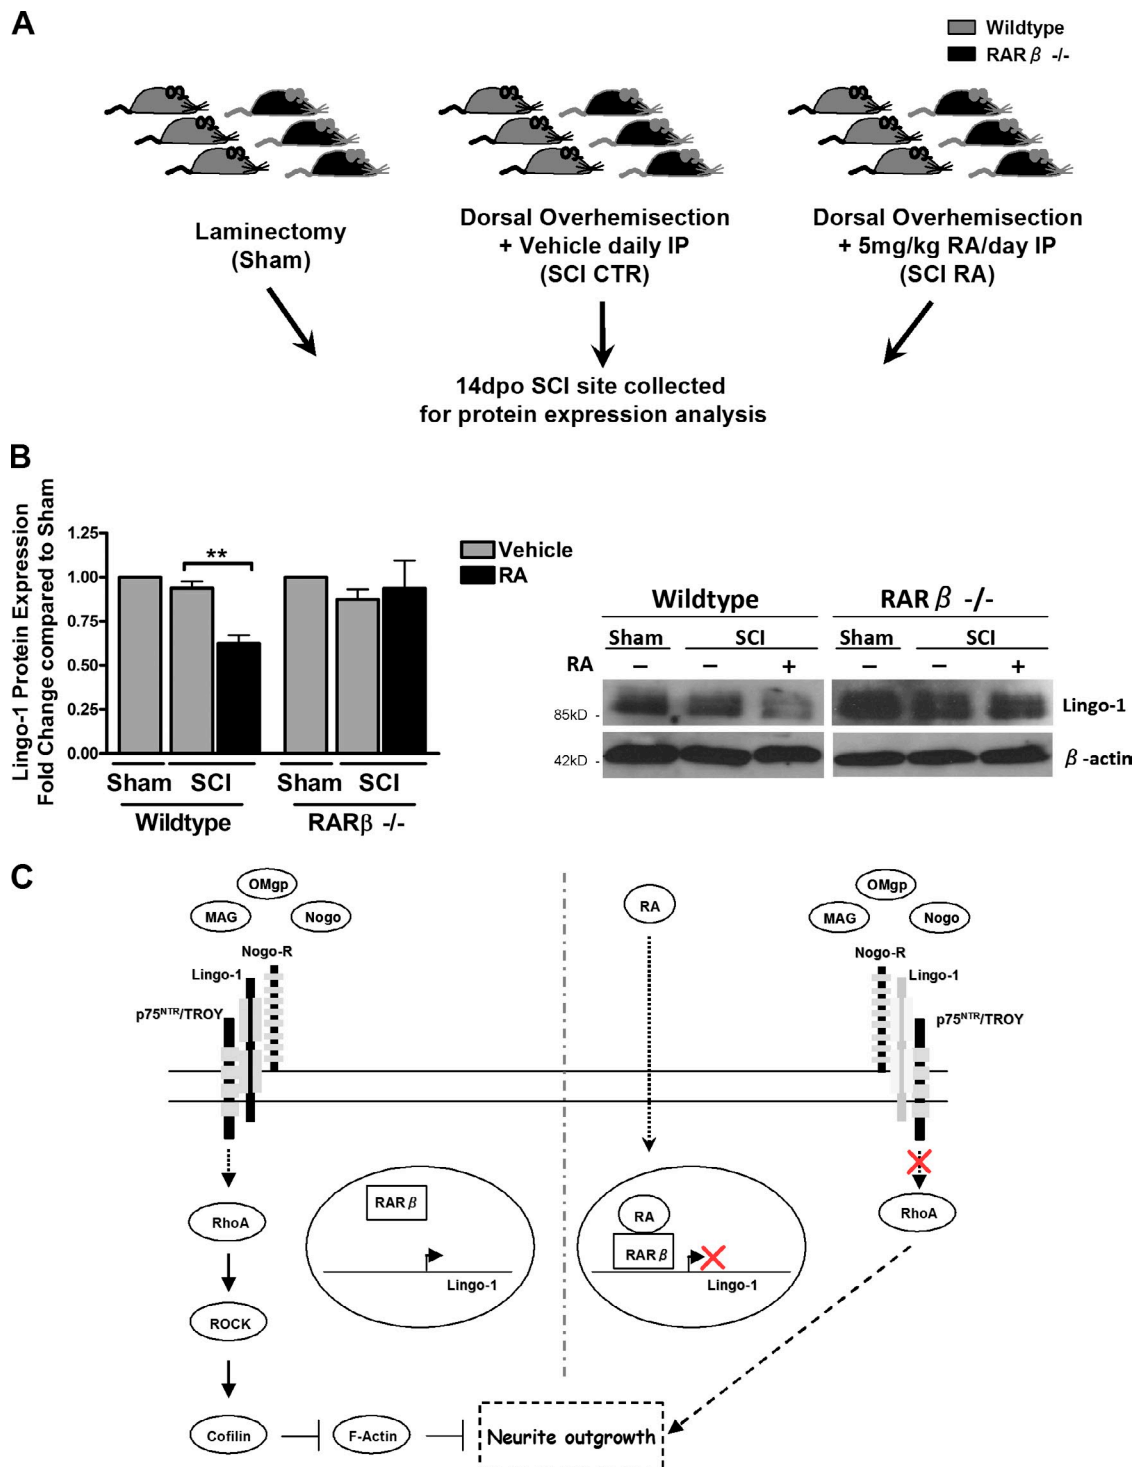 A
Wildtype
RAR β -/-
Laminectomy
(Sham)
Dorsal Overhemisection
+ Vehicle daily IP
(SCI CTR)
Dorsal Overhemisection
+ 5mg/kg RA/day IP
(SCI RA)
14dpo SCI site collected
for protein expression analysis
B
Lingo-1 Protein Expression
Fold Change compared to Sham
1.25
1.00
0.75
0.50
0.25
0.00
**
Vehicle
RA
Sham SCI Sham SCI
Wildtype RARβ -/-
Wildtype RAR β -/-
Sham SCI Sham SCI
RA − − + − − +
85kD - Lingo-1
42kD - β -actin
C
OMgp
MAG Nogo
Nogo-R
Lingo-1
p75NTR/TROY
RhoA
ROCK
Cofilin
F-Actin
Neurite outgrowth
RAR β
Lingo-1
RA
RA
RAR β
Lingo-1
OMgp
MAG Nogo
Nogo-R
Lingo-1
p75NTR/TROY
RhoA